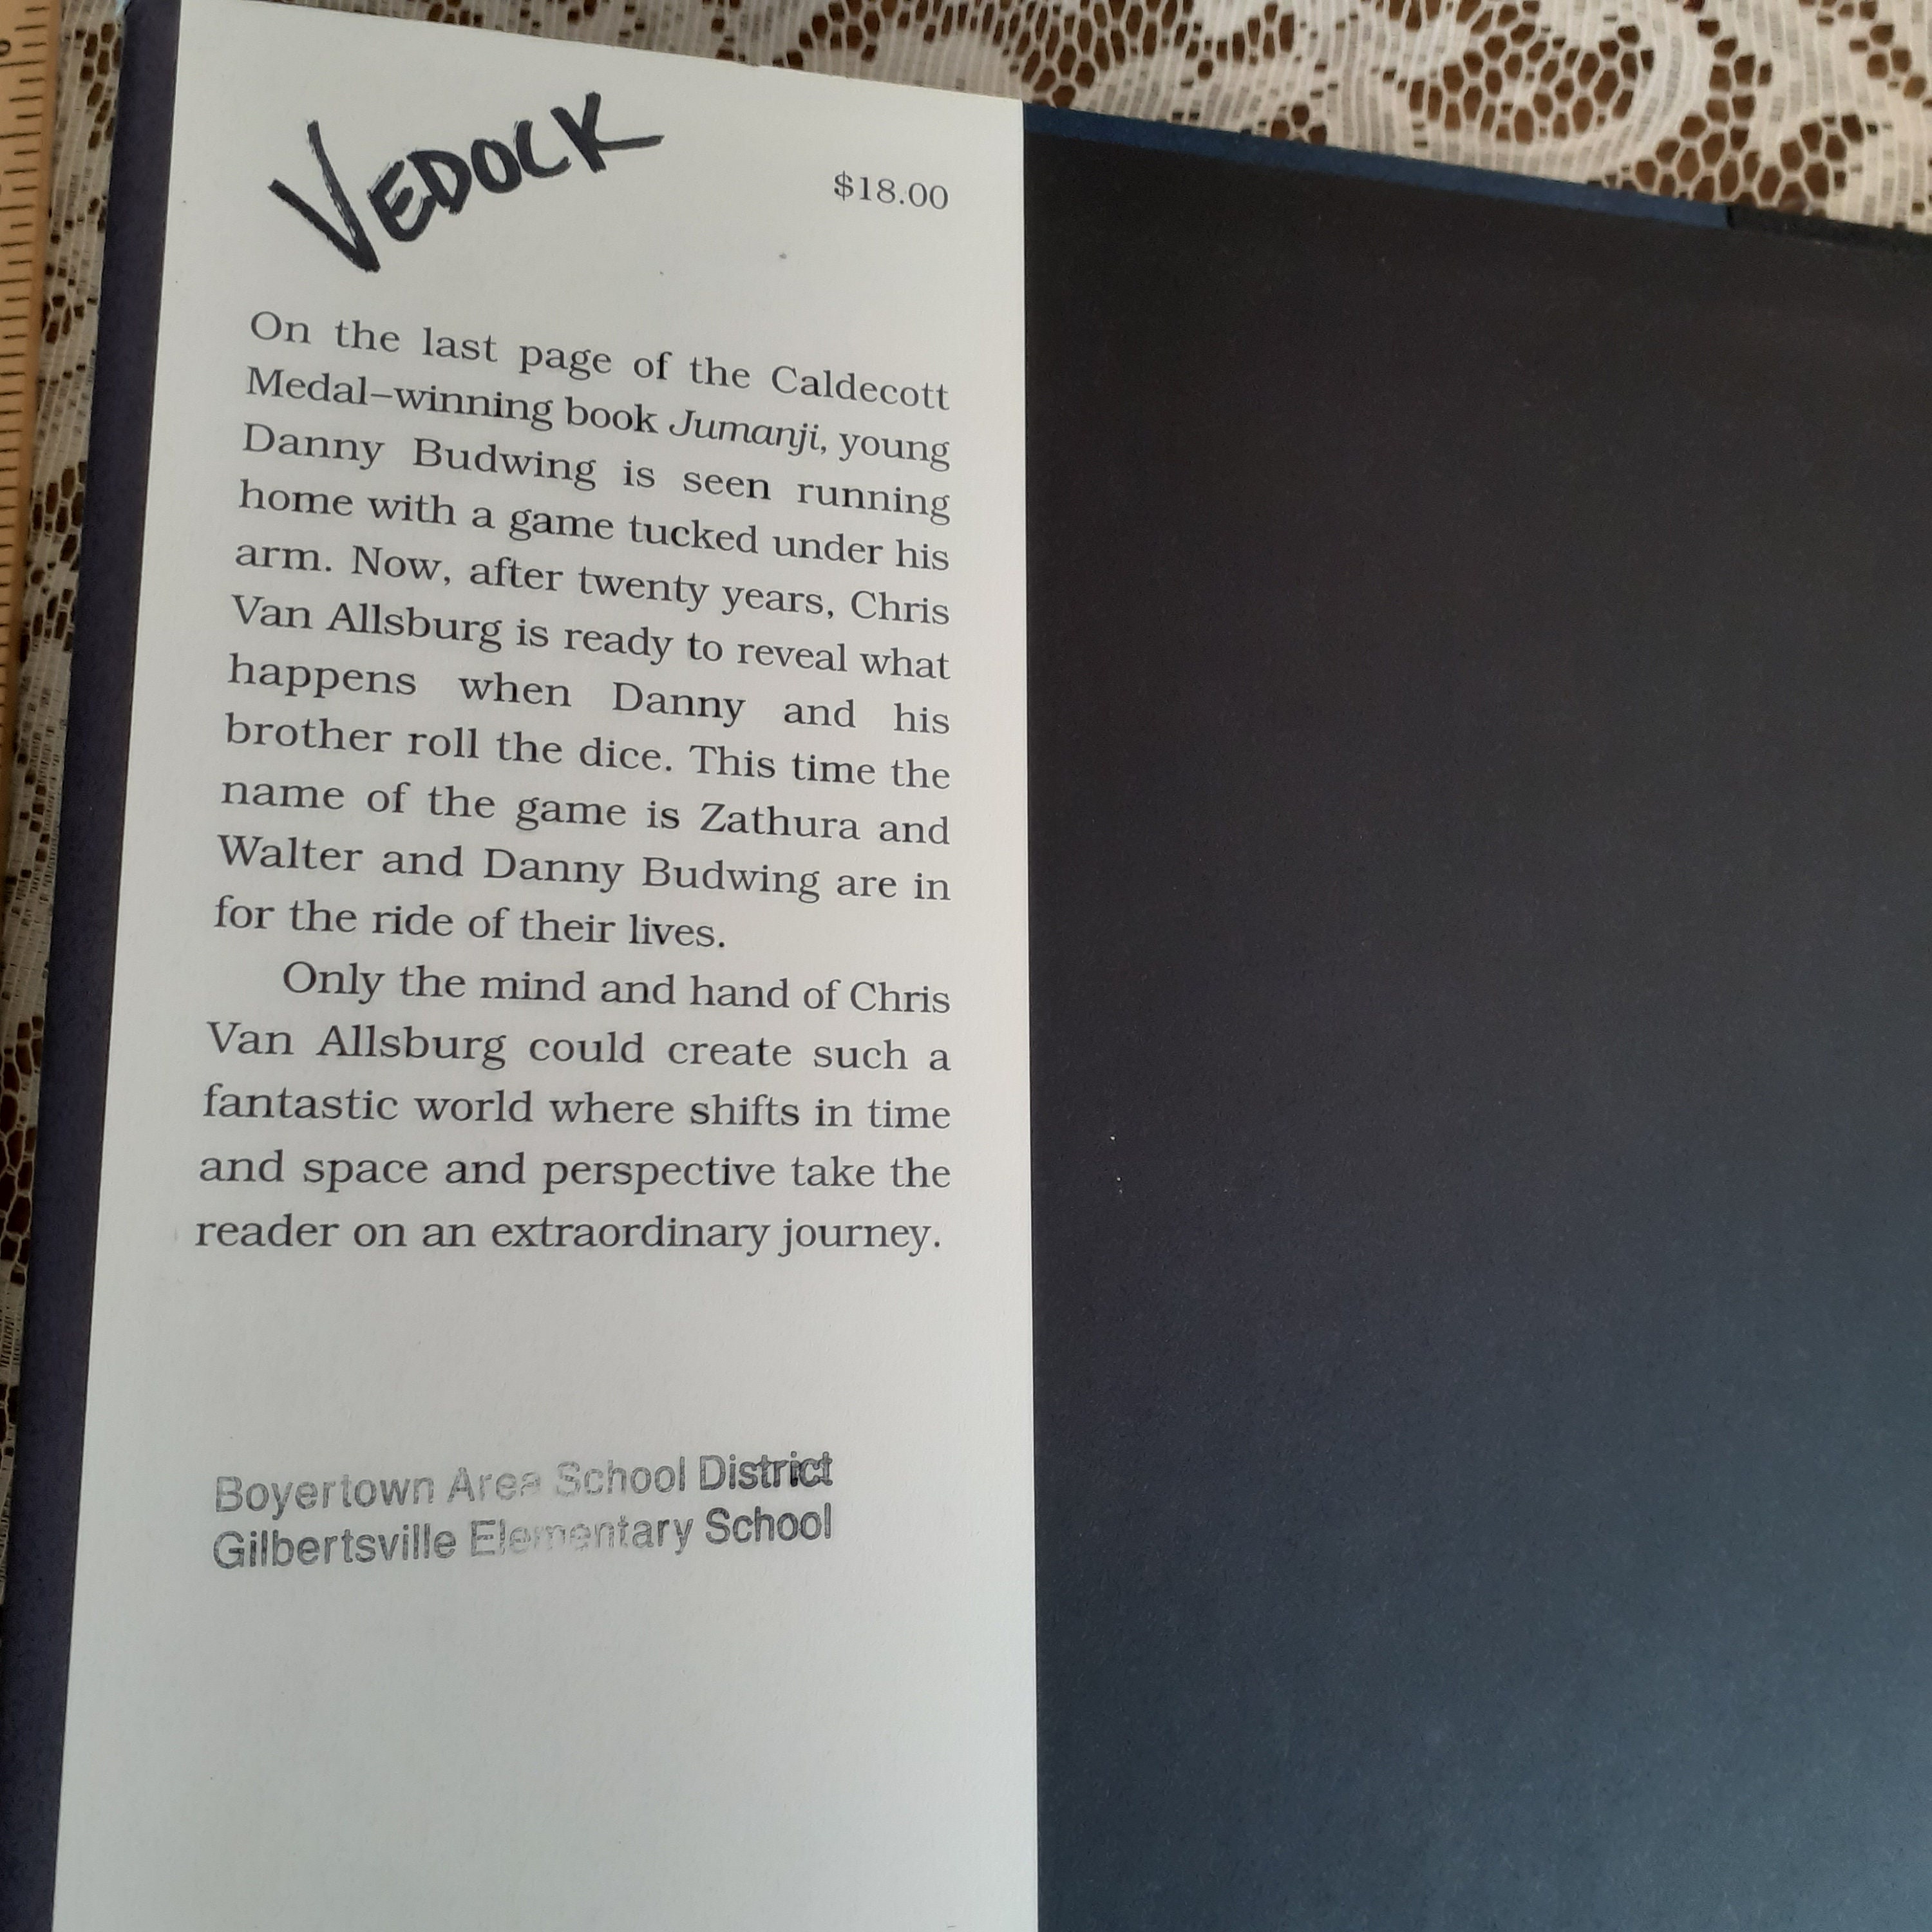 VEDOCK
$18.00
On the last page of the Caldecott
Medal–winning book Jumanji, young
Danny Budwing is seen running
home with a game tucked under his
arm. Now, after twenty years, Chris
Van Allsburg is ready to reveal what
happens when Danny and his
brother roll the dice. This time the
name of the game is Zathura and
Walter and Danny Budwing are in
for the ride of their lives.
Only the mind and hand of Chris
Van Allsburg could create such a
fantastic world where shifts in time
and space and perspective take the
reader on an extraordinary journey.
Boyertown Area School District
Gilbertsville Elementary School